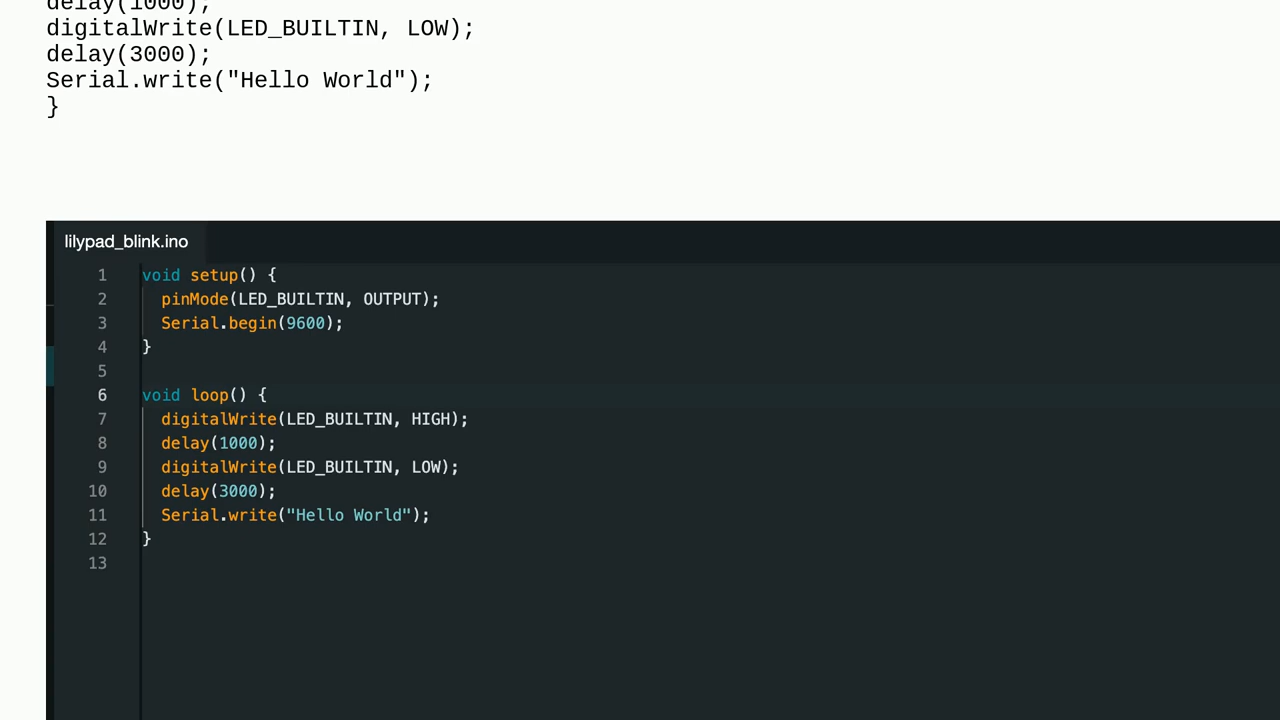 delay(1000);
digitalWrite(LED_BUILTIN, LOW);
delay(3000);
Serial.write("Hello World");
}
lilypad_blink.ino
1 void setup() {
2 pinMode(LED_BUILTIN, OUTPUT);
3 Serial.begin(9600);
4 }
5
6 void loop() {
7 digitalWrite(LED_BUILTIN, HIGH);
8 delay(1000);
9 digitalWrite(LED_BUILTIN, LOW);
10 delay(3000);
11 Serial.write("Hello World");
12 }
13